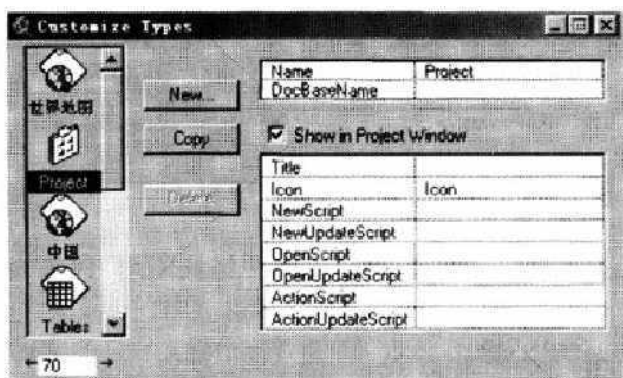 Customize Types
世界地图
Project
中国
Tables
←70→
New...
Copy
Delete
Name Project
DocBaseName
Show in Project Window
Title
Icon Icon
NewScript
NewUpdateScript
OpenScript
OpenUpdateScript
ActionScript
ActionUpdateScript